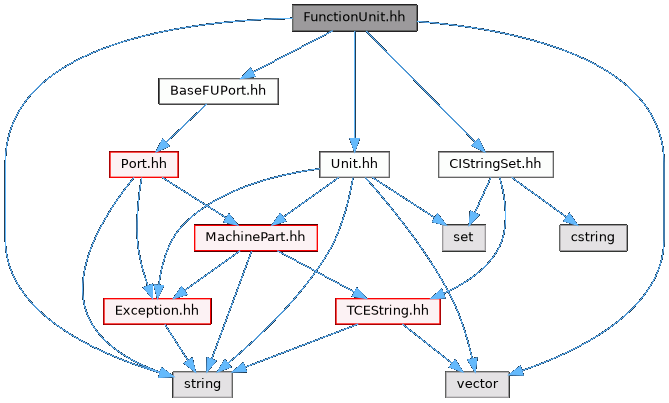 FunctionUnit.hh
BaseFUPort.hh
Port.hh
Unit.hh
CIStringSet.hh
MachinePart.hh
set
cstring
Exception.hh
TCEString.hh
string
vector